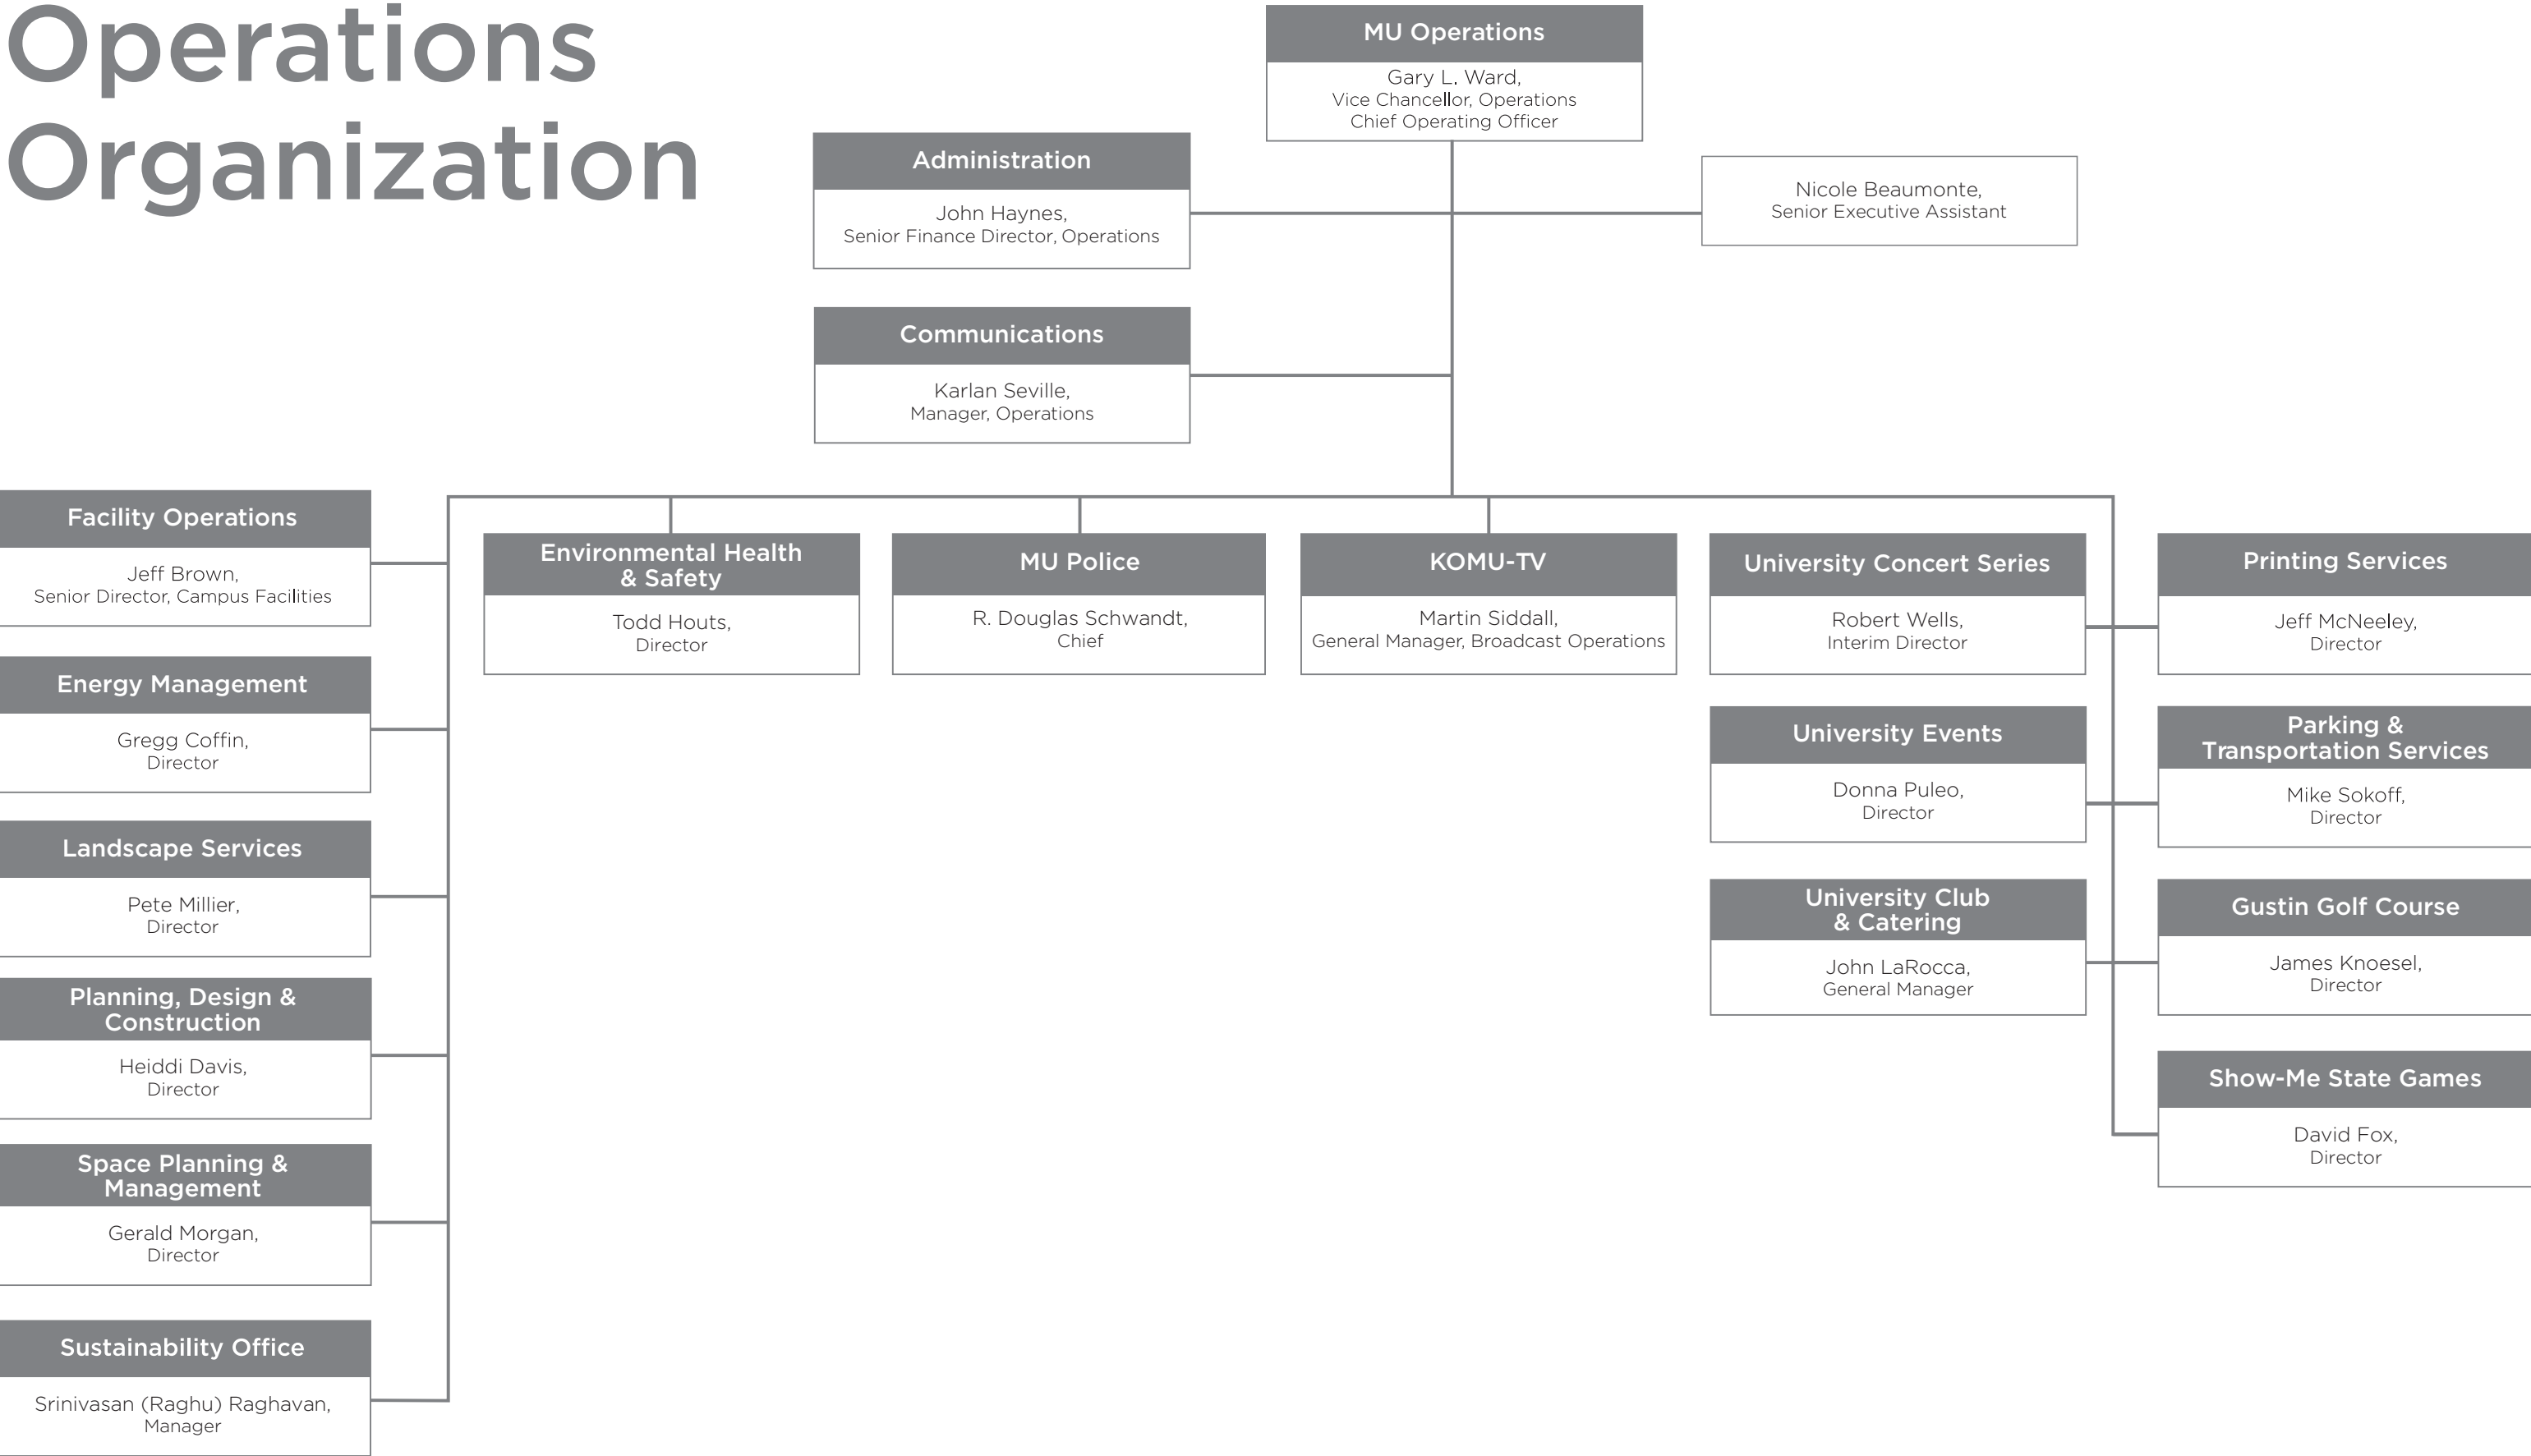 Operations
Organization
MU Operations
Gary L. Ward,
Vice Chancellor, Operations
Chief Operating Officer
Administration
John Haynes,
Senior Finance Director, Operations
Nicole Beaumonte,
Senior Executive Assistant
Communications
Karlan Seville,
Manager, Operations
Facility Operations
Jeff Brown,
Senior Director, Campus Facilities
Energy Management
Gregg Coffin,
Director
Landscape Services
Pete Millier,
Director
Planning, Design &
Construction
Heiddi Davis,
Director
Space Planning &
Management
Gerald Morgan,
Director
Sustainability Office
Srinivasan (Raghu) Raghavan,
Manager
Environmental Health
& Safety
Todd Houts,
Director
MU Police
R. Douglas Schwandt,
Chief
KOMU-TV
Martin Siddall,
General Manager, Broadcast Operations
University Concert Series
Robert Wells,
Interim Director
University Events
Donna Puleo,
Director
University Club
& Catering
John LaRocca,
General Manager
Printing Services
Jeff McNeeley,
Director
Parking &
Transportation Services
Mike Sokoff,
Director
Gustin Golf Course
James Knoesel,
Director
Show-Me State Games
David Fox,
Director